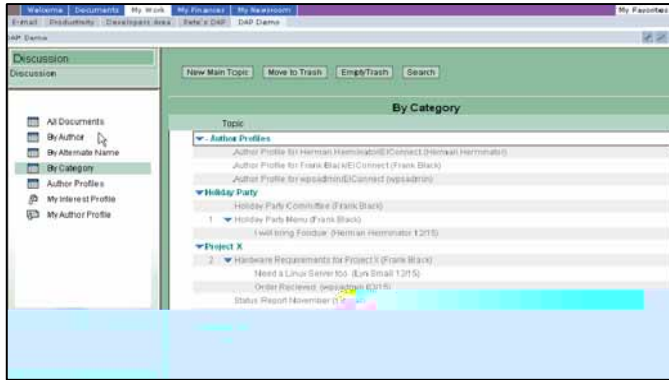 Welcome Documents My Work My Finances My Newsroom My Favorites
E-mail Productivity Developers Area Pete's DAP DAP Demo
DAP Demo
Discussion
Discussion
New Main Topic Move to Trash EmptyTrash Search
By Category
Topic
All Documents
By Author
By Alternate Name
By Category
Author Profiles
My Interest Profile
My Author Profile
- Author Profiles
Author Profile for Herman Herminator/EIConnect (Herman Herminator)
Author Profile for Frank Black/EIConnect (Frank Black)
Author Profile for wpsadmin/EIConnect (wpsadmin)
Holiday Party
Holiday Party Committee (Frank Black)
1 Holiday Party Menu (Frank Black)
I will bring Fondue (Herman Herminator 12/15)
Project X
2 Hardware Requirements for Project X (Frank Black)
Need a Linux Server too (Lyn Small 12/15)
Order Recieved (wpsadmin 03/15)
Status Report November